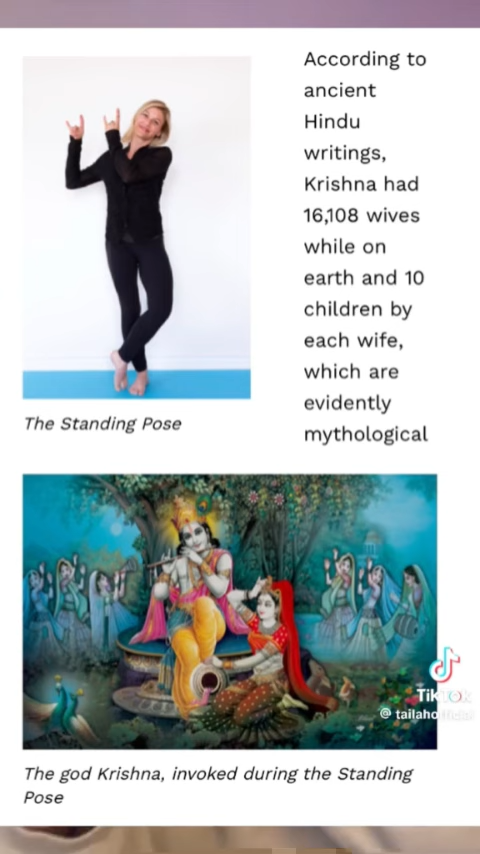 According to
ancient
Hindu
writings,
Krishna had
16,108 wives
while on
earth and 10
children by
each wife,
which are
evidently
mythological
The Standing Pose
TikTok
@ tailahofficial
The god Krishna, invoked during the Standing
Pose